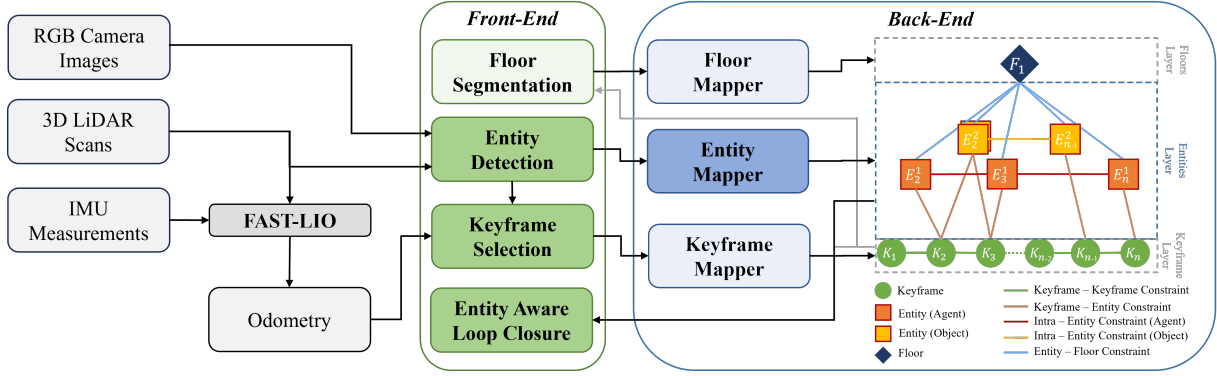 RGB Camera
Images
3D LiDAR
Scans
IMU
Measurements
FAST-LIO
Odometry
Front-End
Floor
Segmentation
Entity
Detection
Keyframe
Selection
Entity Aware
Loop Closure
Back-End
Floor
Mapper
Entity
Mapper
Keyframe
Mapper
F₁
E²₂
E²ₙ₋₁
E¹₂
E¹₃
E¹ₙ
K₁
K₂
K₃
Kₙ₋₂
Kₙ₋₁
Kₙ
Floors
Layer
Entities
Layer
Keyframe
Layer
Keyframe
Entity (Agent)
Entity (Object)
Floor
Keyframe – Keyframe Constraint
Keyframe – Entity Constraint
Intra – Entity Constraint (Agent)
Intra – Entity Constraint (Object)
Entity – Floor Constraint